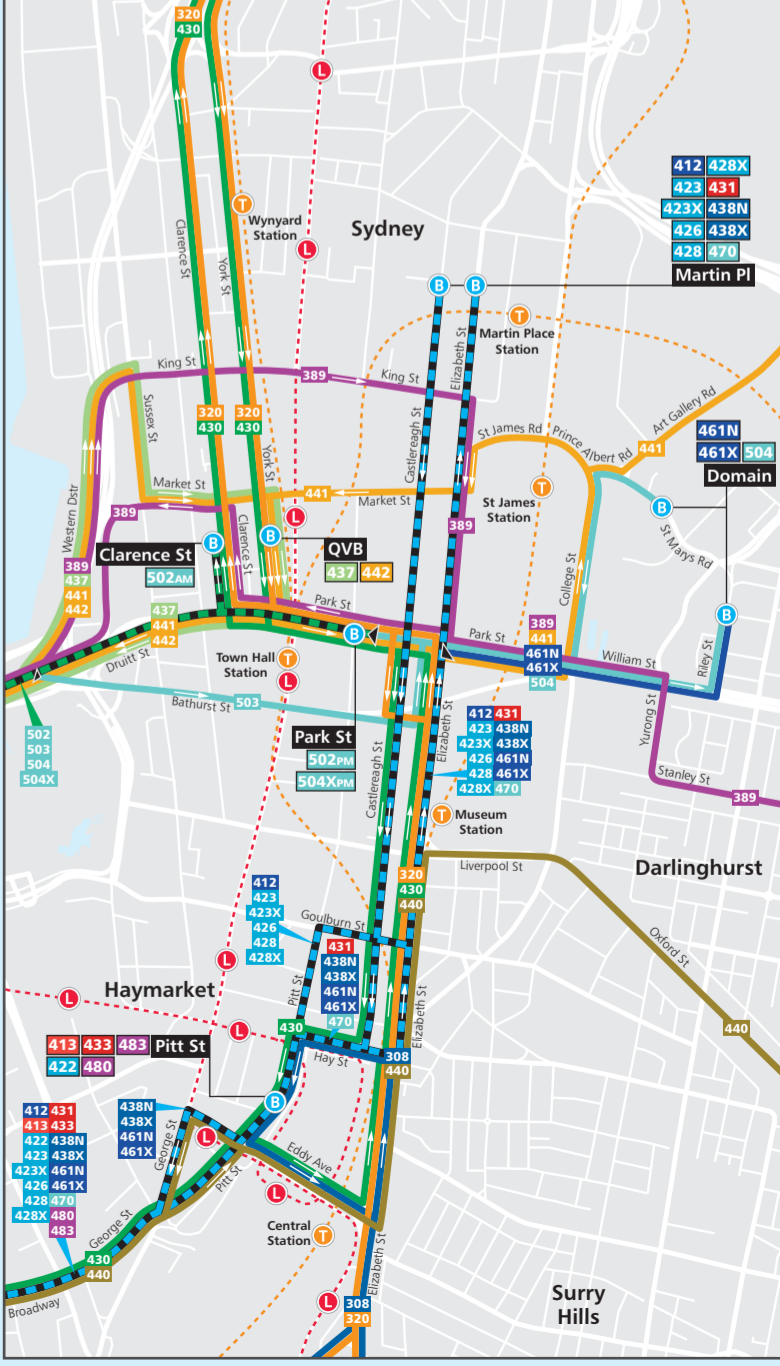 320
430
L
412 428X
423 431
423X 438N
426 438X
428 470
Martin Pl
T
Wynyard
Station
Sydney
L
Clarence St
York St
B
B
T
Martin Place
Station
Elizabeth St
Castlereagh St
King St
389
King St
Sussex St
320
430
320
430
St James Rd
Prince Albert Rd
Art Gallery Rd
441
461N
461X 504
Domain
York St
Market St
441
Market St
T
St James
Station
B
St Marys Rd
Western Dstr
389
Clarence St
L
389
Clarence St
502AM
B
B
QVB
437 442
College St
389
437
441
442
437
441
442
Park St
B
Park St
389
441
461N
461X
504
William St
Riley St
B
Druitt St
Town Hall
Station
T
L
Bathurst St
503
Yurong St
502
503
504
504X
Park St
502PM
504XPM
Castlereagh St
Elizabeth St
412 431
423 438N
423X 438X
426 461N
428 461X
428X 470
Stanley St
389
T
Museum
Station
Liverpool St
Darlinghurst
320
430
440
412
423
423X
426
428
428X
Goulburn St
431
438N
438X
461N
461X
470
Oxford St
L
Haymarket
L
Pitt St
Elizabeth St
430
L
Hay St
308
440
440
413 433 483
422 480
Pitt St
B
412 431
413 433
422 438N
423 438X
423X 461N
426 461X
428 470
428X 480
483
438N
438X
461N
461X
George St
L
Eddy Ave
Pitt St
L
George St
Central
Station
T
430
440
Elizabeth St
Broadway
L
308
320
Surry
Hills